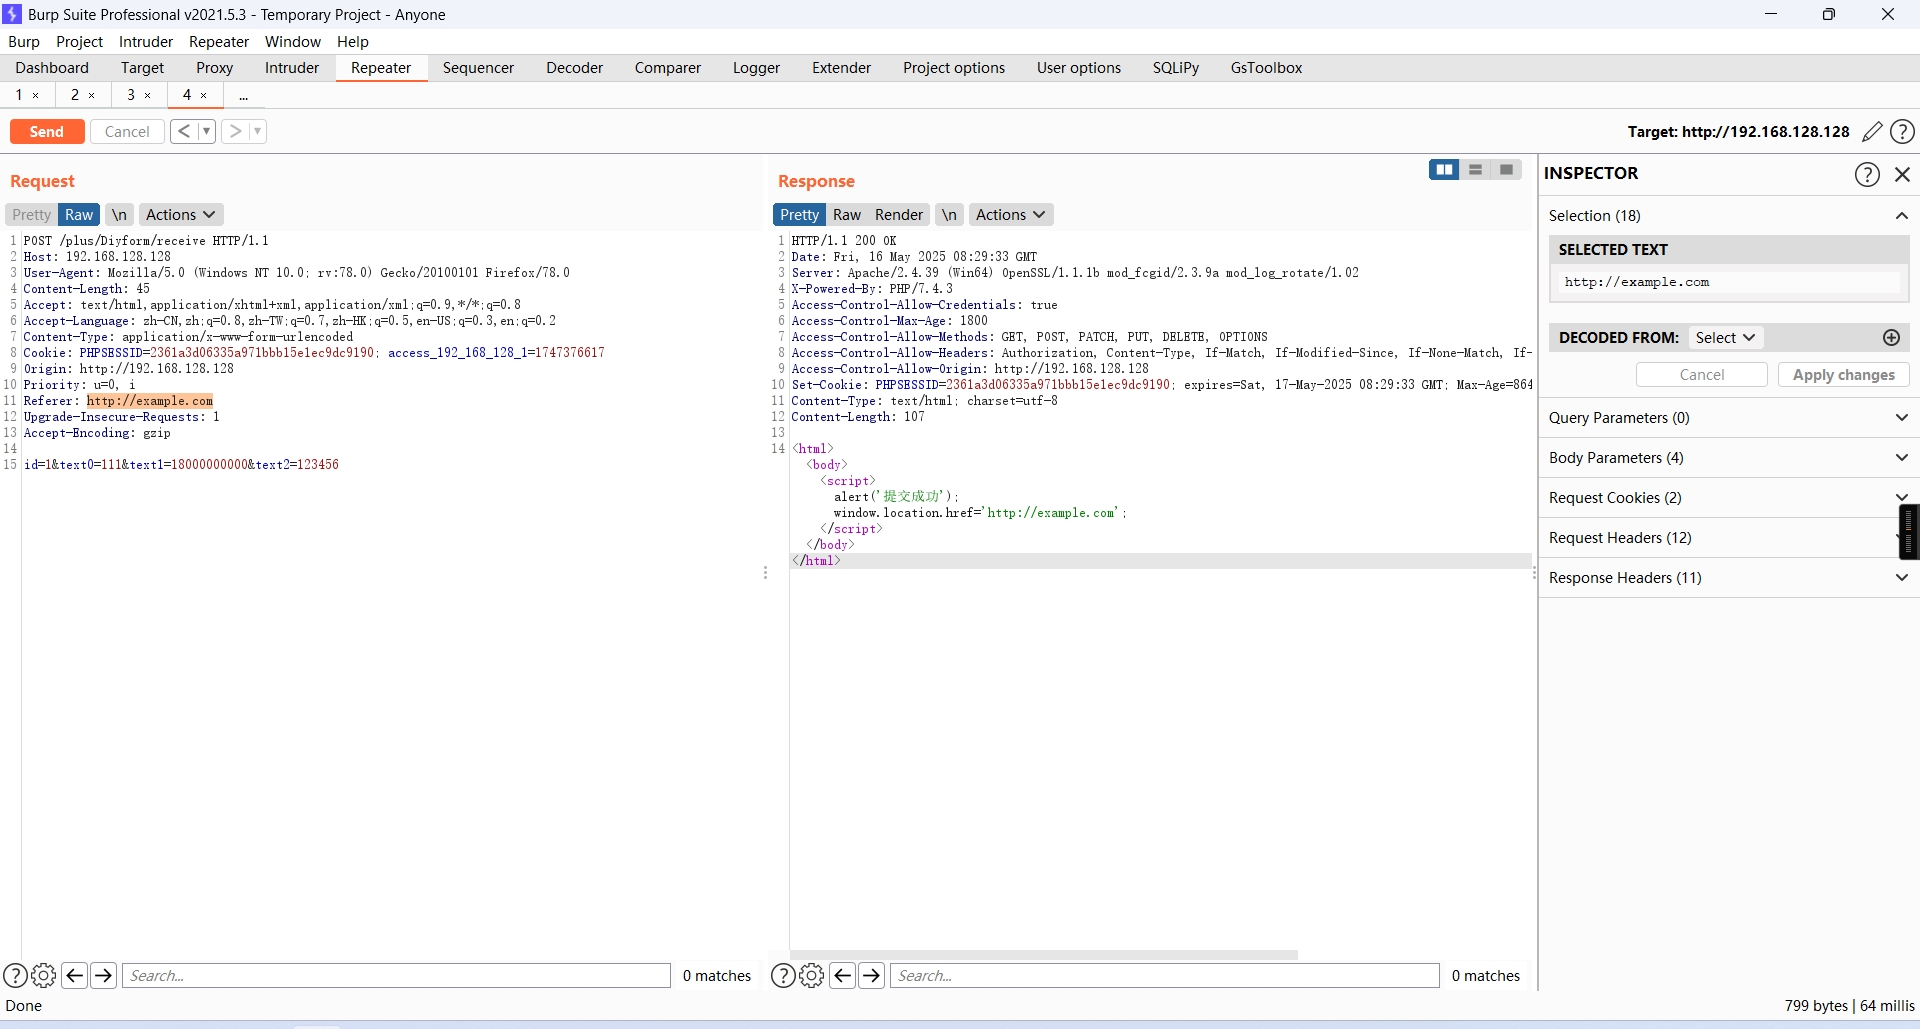 Burp Suite Professional v2021.5.3 - Temporary Project - Anyone
Burp Project Intruder Repeater Window Help
Dashboard Target Proxy Intruder Repeater Sequencer Decoder Comparer Logger Extender Project options User options SQLiPy GsToolbox
1 × 2 × 3 × 4 × ...
Send Cancel < ▾ > ▾ Target: http://192.168.128.128
Request
Pretty Raw \n Actions
1 POST /plus/Diyform/receive HTTP/1.1
2 Host: 192.168.128.128
3 User-Agent: Mozilla/5.0 (Windows NT 10.0; rv:78.0) Gecko/20100101 Firefox/78.0
4 Content-Length: 45
5 Accept: text/html,application/xhtml+xml,application/xml;q=0.9,*/*;q=0.8
6 Accept-Language: zh-CN,zh;q=0.8,zh-TW;q=0.7,zh-HK;q=0.5,en-US;q=0.3,en;q=0.2
7 Content-Type: application/x-www-form-urlencoded
8 Cookie: PHPSESSID=2361a3d06335a971bbb15e1ec9dc9190; access_192_168_128_1=1747376617
9 Origin: http://192.168.128.128
10 Priority: u=0, i
11 Referer: http://example.com
12 Upgrade-Insecure-Requests: 1
13 Accept-Encoding: gzip
14
15 id=1&text0=111&text1=18000000000&text2=123456
Search... 0 matches
Response
Pretty Raw Render \n Actions
1 HTTP/1.1 200 OK
2 Date: Fri, 16 May 2025 08:29:33 GMT
3 Server: Apache/2.4.39 (Win64) OpenSSL/1.1.1b mod_fcgid/2.3.9a mod_log_rotate/1.02
4 X-Powered-By: PHP/7.4.3
5 Access-Control-Allow-Credentials: true
6 Access-Control-Max-Age: 1800
7 Access-Control-Allow-Methods: GET, POST, PATCH, PUT, DELETE, OPTIONS
8 Access-Control-Allow-Headers: Authorization, Content-Type, If-Match, If-Modified-Since, If-None-Match, If-
9 Access-Control-Allow-Origin: http://192.168.128.128
10 Set-Cookie: PHPSESSID=2361a3d06335a971bbb15e1ec9dc9190; expires=Sat, 17-May-2025 08:29:33 GMT; Max-Age=864
11 Content-Type: text/html; charset=utf-8
12 Content-Length: 107
13
14 <html>
<body>
<script>
alert('提交成功');
window.location.href='http://example.com';
</script>
</body>
</html>
Search... 0 matches
INSPECTOR
Selection (18)
SELECTED TEXT
http://example.com
DECODED FROM: Select
Cancel Apply changes
Query Parameters (0)
Body Parameters (4)
Request Cookies (2)
Request Headers (12)
Response Headers (11)
Done 799 bytes | 64 millis